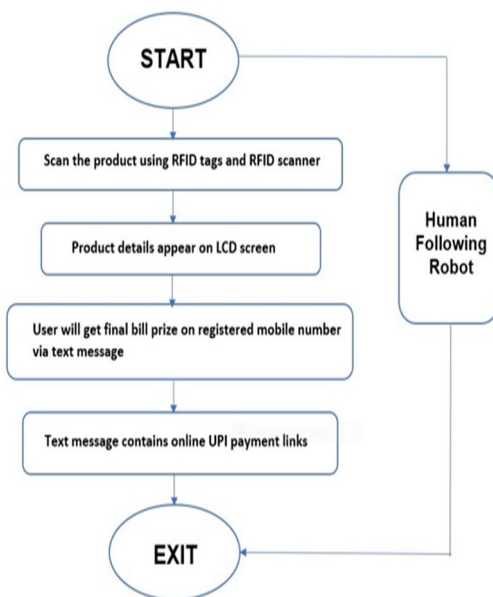 START
Scan the product using RFID tags and RFID scanner
Product details appear on LCD screen
User will get final bill prize on registered mobile number
via text message
Text message contains online UPI payment links
EXIT
Human
Following
Robot